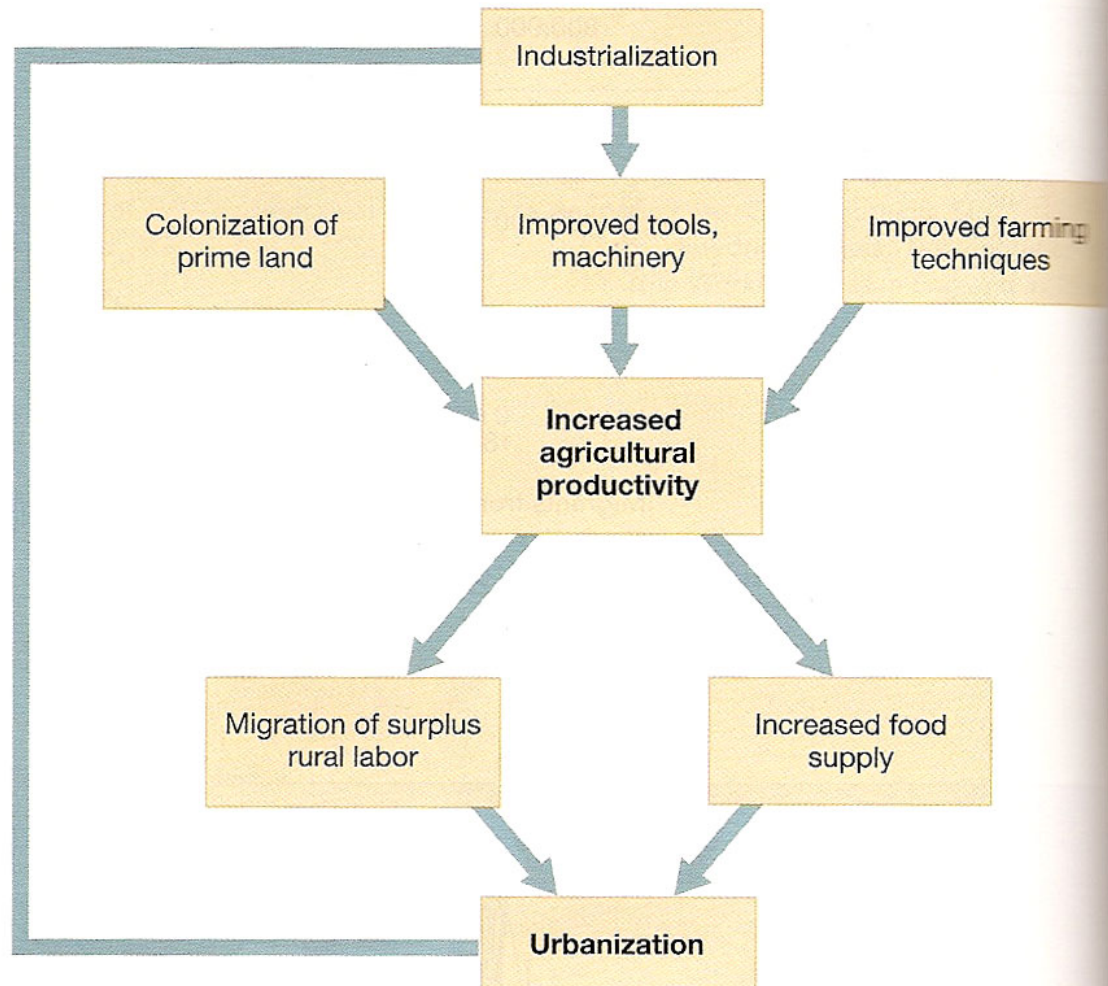 Industrialization
Colonization of
prime land
Improved tools,
machinery
Improved farming
techniques
Increased
agricultural
productivity
Migration of surplus
rural labor
Increased food
supply
Urbanization